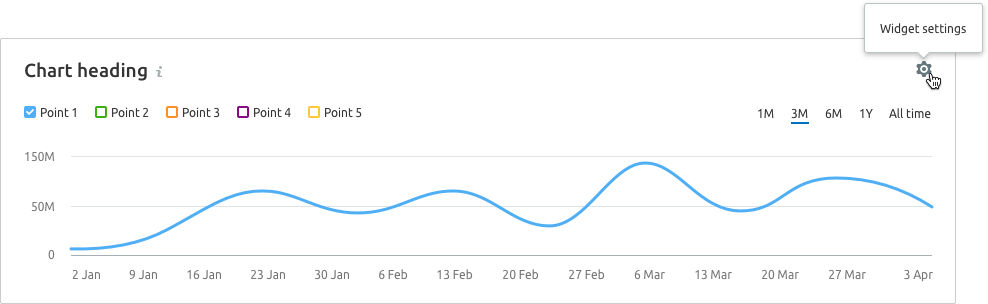 Widget settings
Chart heading i
Point 1 Point 2 Point 3 Point 4 Point 5 1M 3M 6M 1Y All time
150M
50M
0
2 Jan 9 Jan 16 Jan 23 Jan 30 Jan 6 Feb 13 Feb 20 Feb 27 Feb 6 Mar 13 Mar 20 Mar 27 Mar 3 Apr